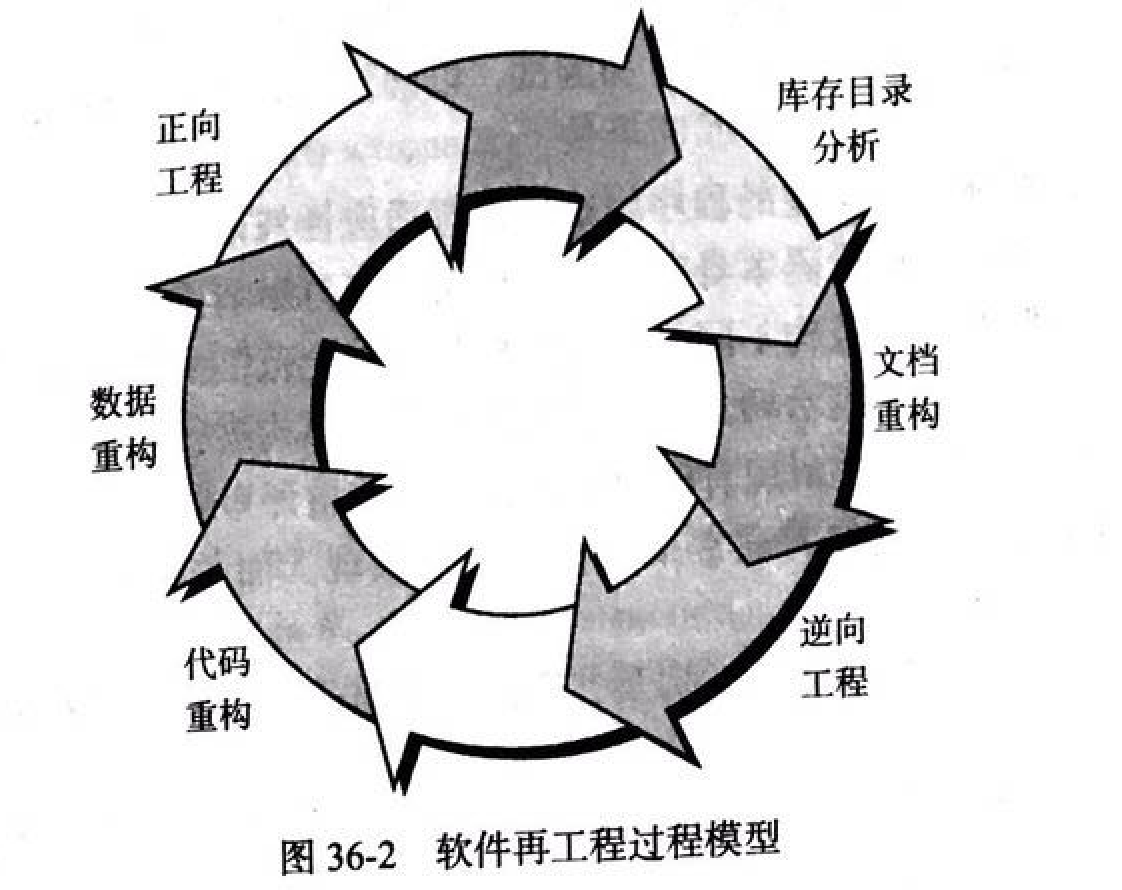 正向
工程
库存目录
分析
文档
重构
逆向
工程
代码
重构
数据
重构
图 36-2 软件再工程过程模型